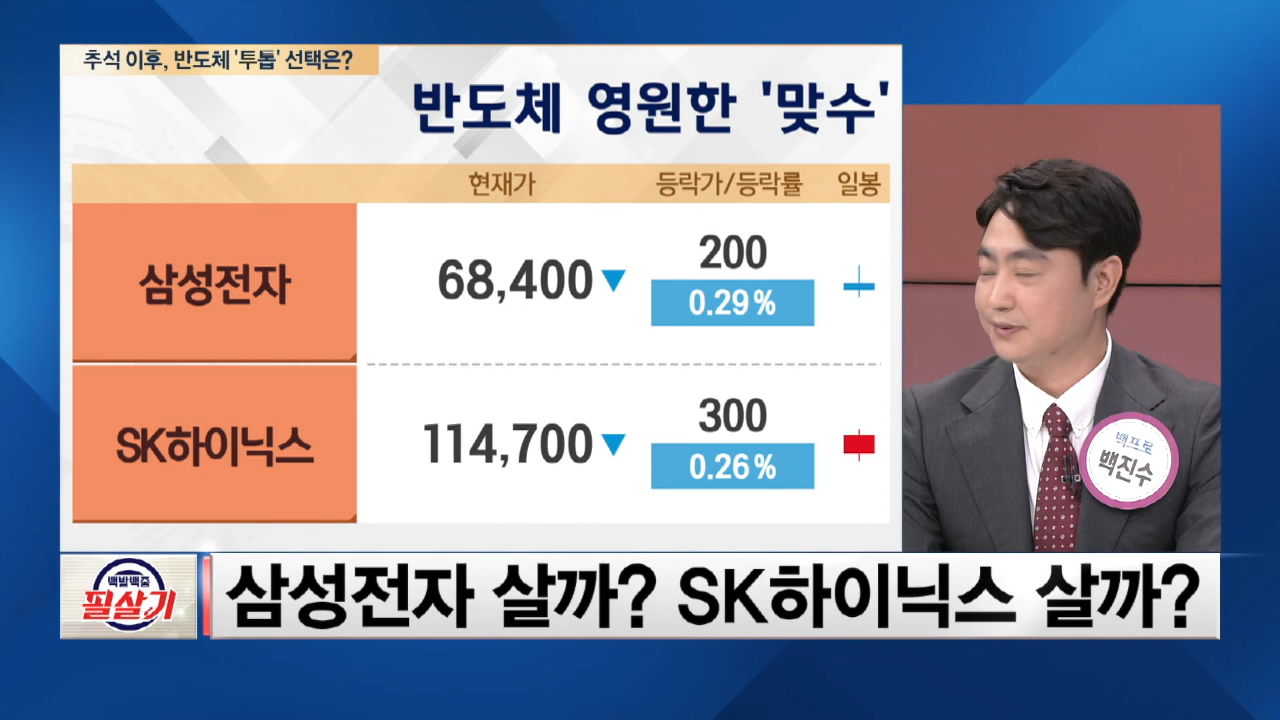 추석 이후, 반도체 '투톱' 선택은?
반도체 영원한 '맞수'
현재가 등락가/등락률 일봉
삼성전자 68,400▼ 200
0.29%
SK하이닉스 114,700▼ 300
0.26%
백프로
백진수
백발백중
필살기
삼성전자 살까? SK하이닉스 살까?